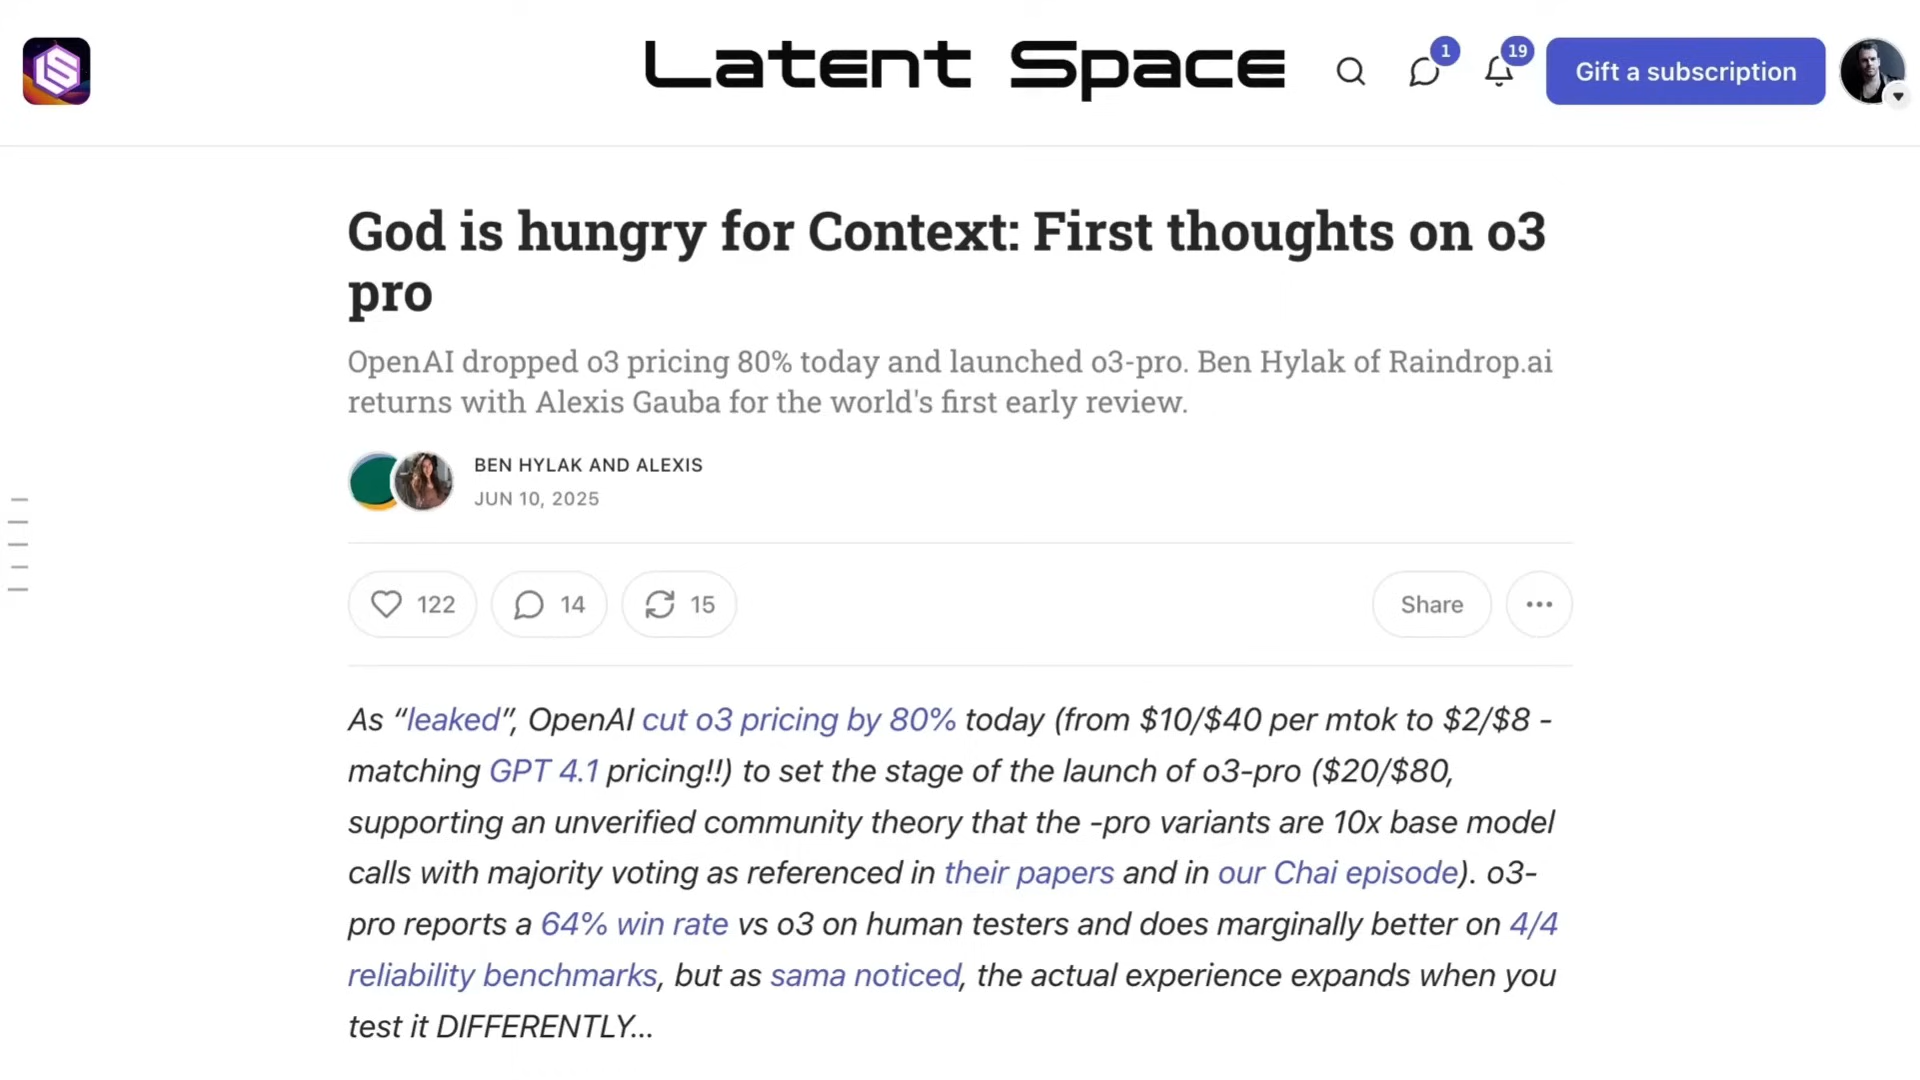 Latent Space
1
19
Gift a subscription
God is hungry for Context: First thoughts on o3
pro
OpenAI dropped o3 pricing 80% today and launched o3-pro. Ben Hylak of Raindrop.ai
returns with Alexis Gauba for the world's first early review.
BEN HYLAK AND ALEXIS
JUN 10, 2025
122
14
15
Share
As “leaked”, OpenAI cut o3 pricing by 80% today (from $10/$40 per mtok to $2/$8 -
matching GPT 4.1 pricing!!) to set the stage of the launch of o3-pro ($20/$80,
supporting an unverified community theory that the -pro variants are 10x base model
calls with majority voting as referenced in their papers and in our Chai episode). o3-
pro reports a 64% win rate vs o3 on human testers and does marginally better on 4/4
reliability benchmarks, but as sama noticed, the actual experience expands when you
test it DIFFERENTLY...